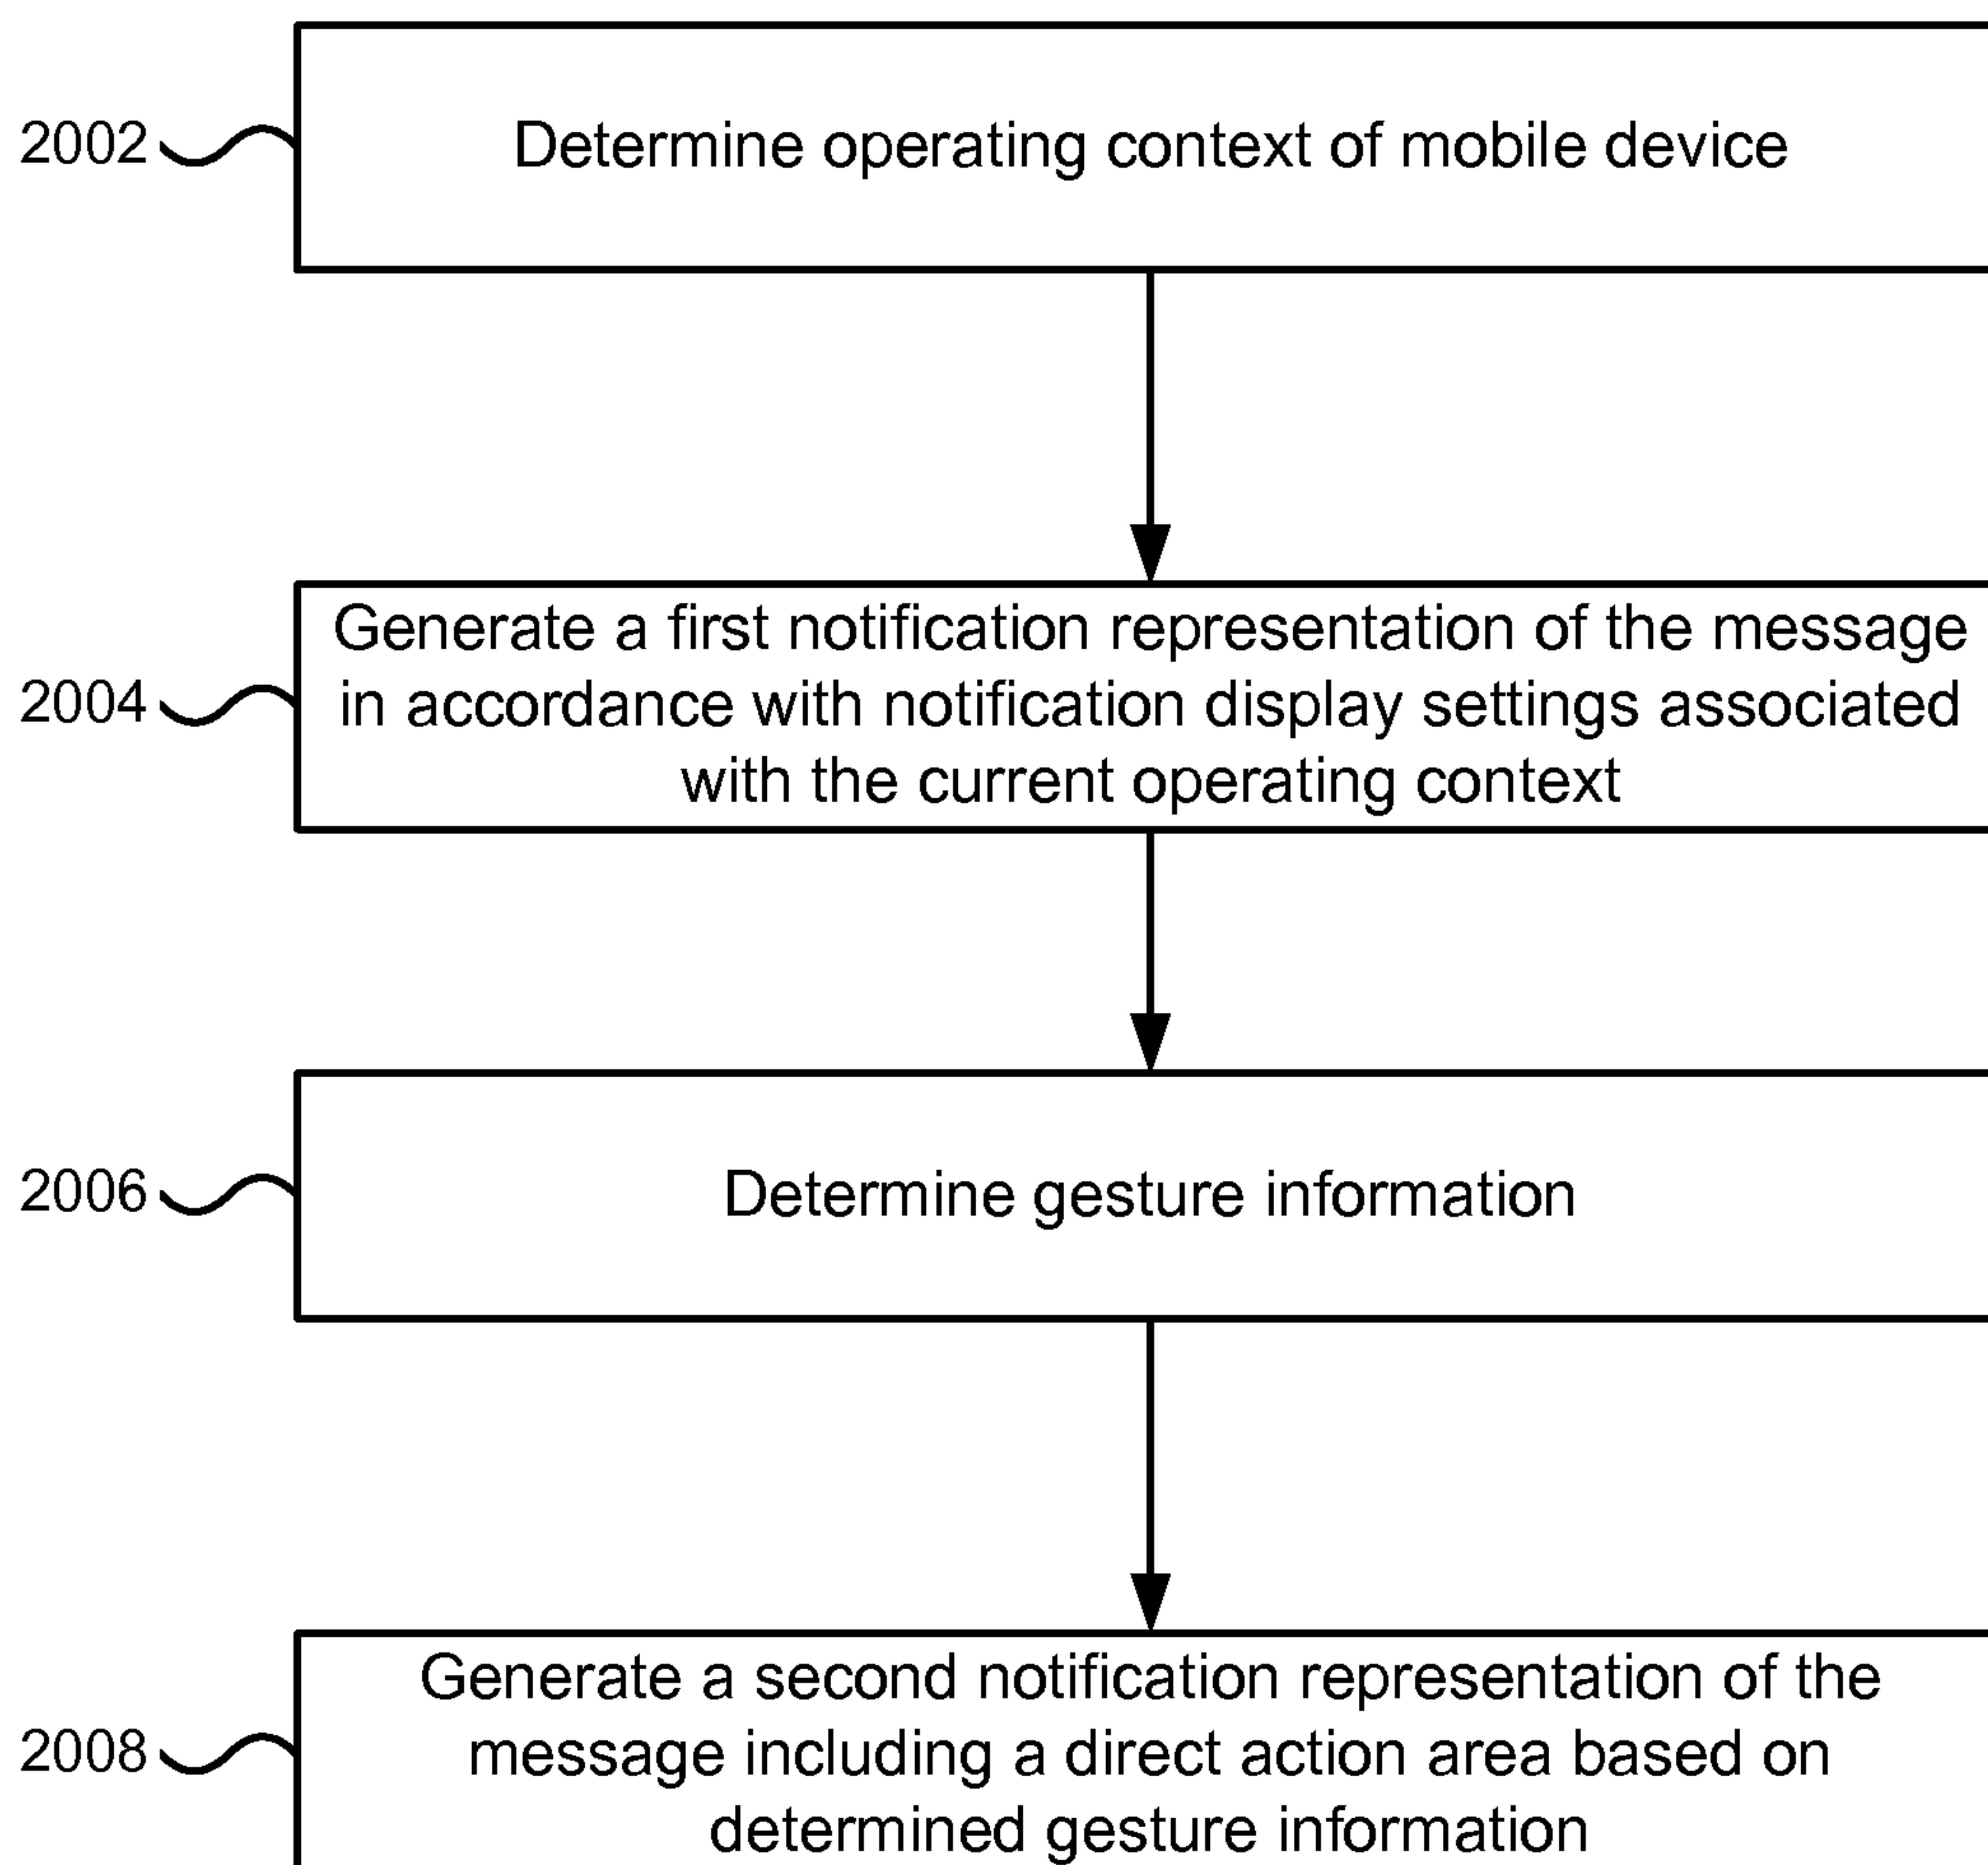 2002
Determine operating context of mobile device
2004
Generate a first notification representation of the message
in accordance with notification display settings associated
with the current operating context
2006
Determine gesture information
2008
Generate a second notification representation of the
message including a direct action area based on
determined gesture information